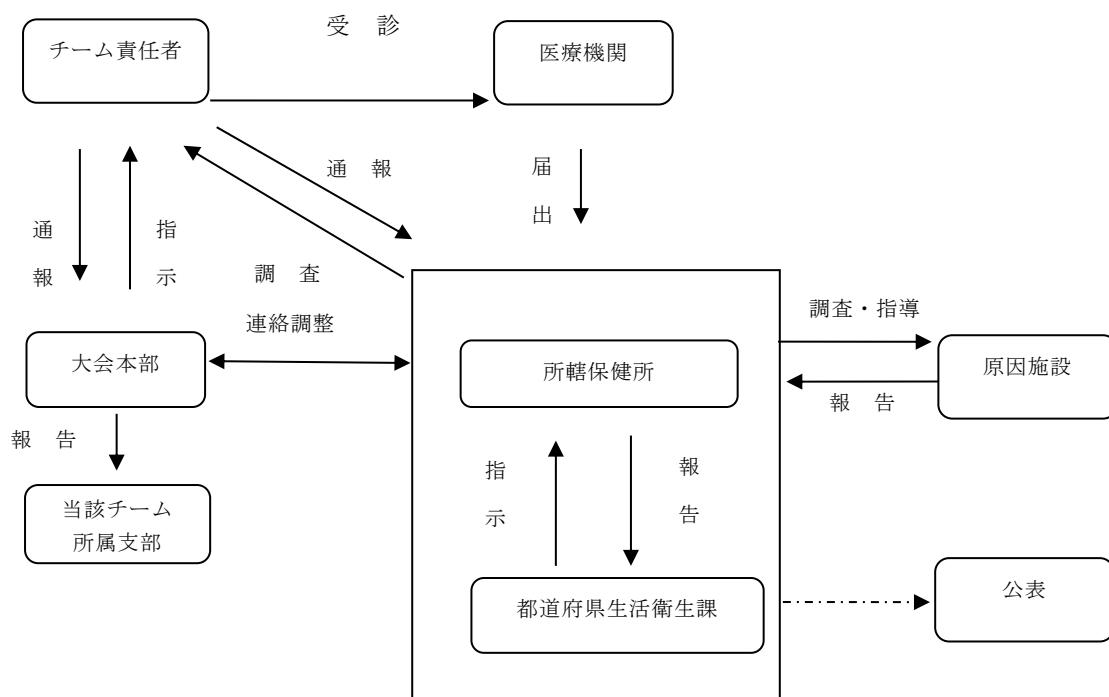 受　診
チーム責任者
医療機関
通　報
届
出
通
報
指
示
調　査
連絡調整
調査・指導
大会本部
所轄保健所
原因施設
報　告
報　告
指
示
報
告
当該チーム
所属支部
都道府県生活衛生課
公表